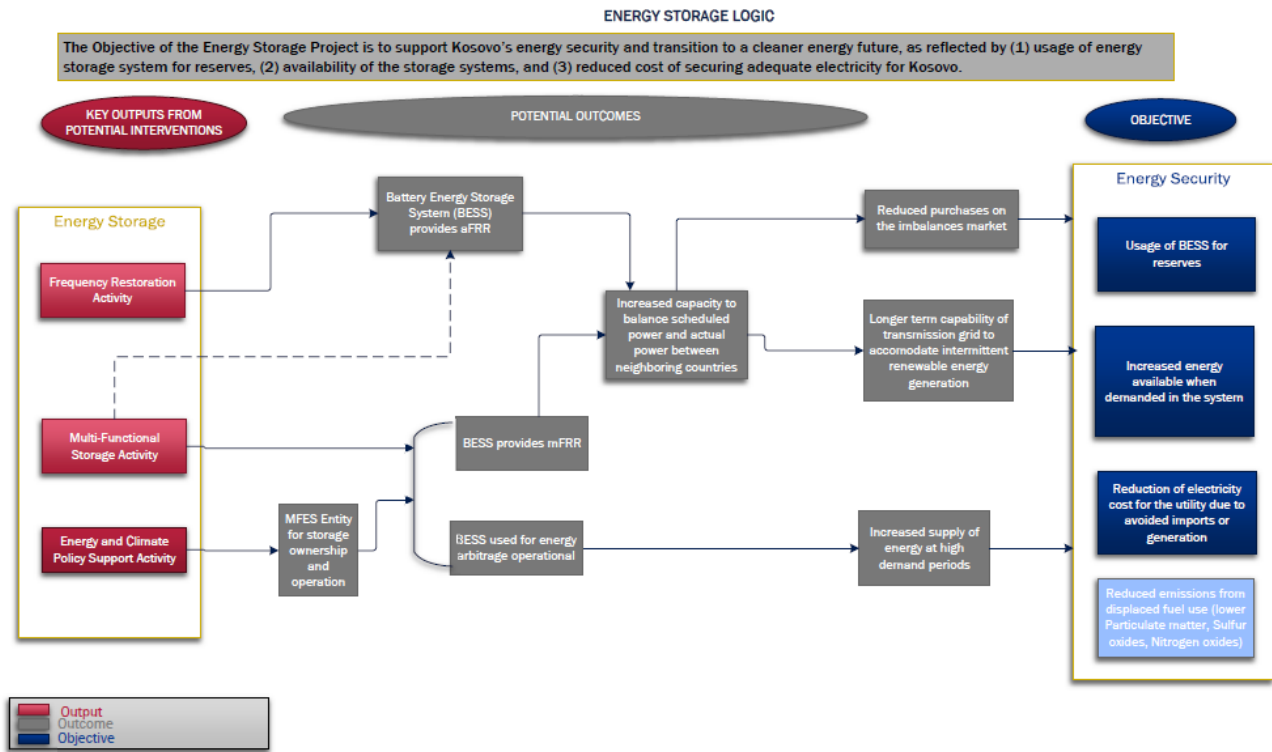 ENERGY STORAGE LOGIC
The Objective of the Energy Storage Project is to support Kosovo's energy security and transition to a cleaner energy future, as reflected by (1) usage of energy
storage system for reserves, (2) availability of the storage systems, and (3) reduced cost of securing adequate electricity for Kosovo.
KEY OUTPUTS FROM
POTENTIAL INTERVENTIONS
POTENTIAL OUTCOMES
OBJECTIVE
Energy Storage
Frequency Restoration
Activity
Multi-Functional
Storage Activity
Energy and Climate
Policy Support Activity
Battery Energy Storage
System (BESS)
provides aFRR
MFES Entity
for storage
ownership
and
operation
BESS provides mFRR
BESS used for energy
arbitrage operational
Increased capacity to
balance scheduled
power and actual
power between
neighboring countries
Reduced purchases on
the imbalances market
Longer term capability of
transmission grid to
accomodate intermittent
renewable energy
generation
Increased supply of
energy at high
demand periods
Energy Security
Usage of BESS for
reserves
Increased energy
available when
demanded in the system
Reduction of electricity
cost for the utility due to
avoided imports or
generation
Reduced emissions from
displaced fuel use (lower
Particulate matter, Sulfur
oxides, Nitrogen oxides)
Output
Outcome
Objective